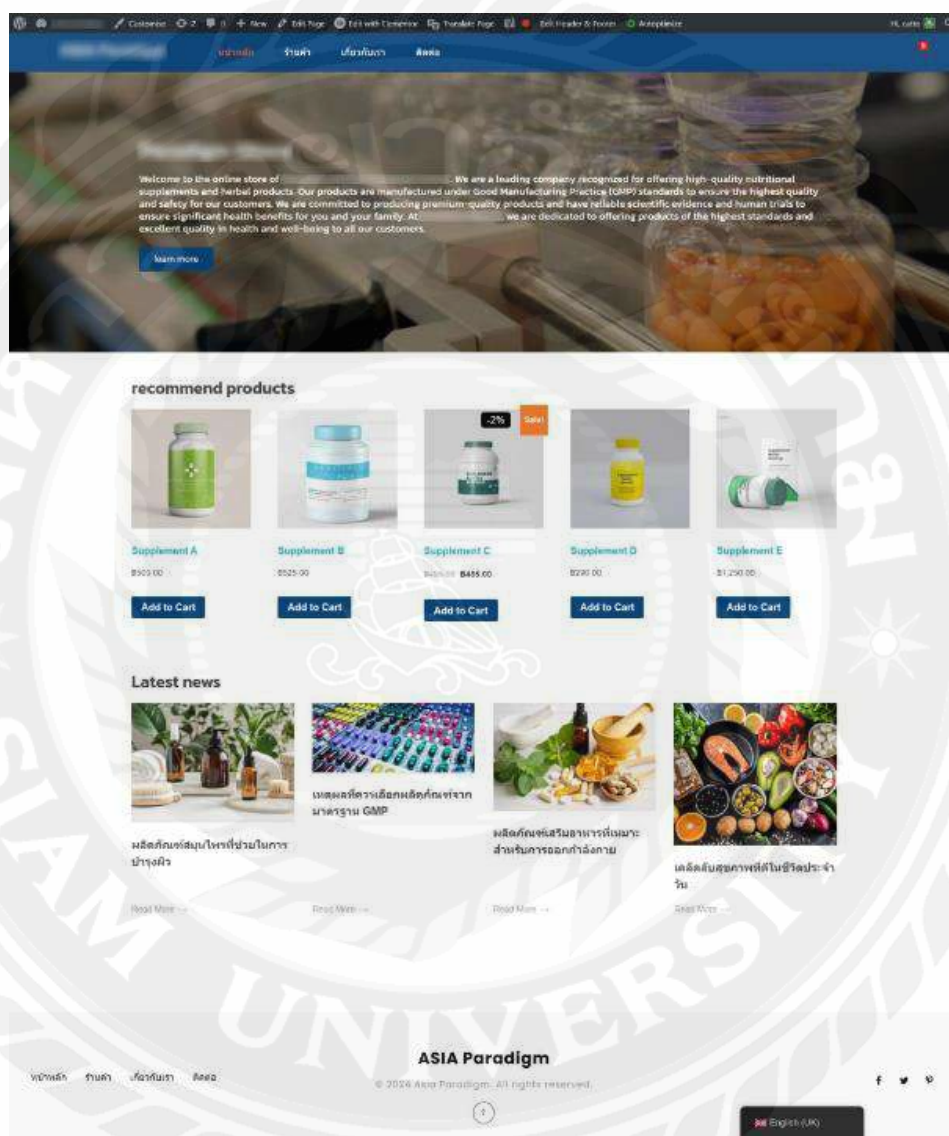 Customize 2 0 + New Edit Page Edit with Elementor Translate Page Edit Header & Footer Autoptimize
หน้าหลัก ร้านค้า เกี่ยวกับเรา ติดต่อ
Welcome to the online store of . We are a leading company recognized for offering high-quality nutritional
supplements and herbal products. Our products are manufactured under Good Manufacturing Practice (GMP) standards to ensure the highest quality
and safety for our customers. We are committed to producing premium-quality products and have reliable scientific evidence and human trials to
ensure significant health benefits for you and your family. At , we are dedicated to offering products of the highest standards and
excellent quality in health and well-being to all our customers.
learn more
recommend products
-2% Sale!
Supplement A Supplement B Supplement C Supplement D Supplement E
฿525.00 ฿290.00 ฿1,250.00
Add to Cart Add to Cart Add to Cart Add to Cart Add to Cart
Latest news
ผลิตภัณฑ์สมุนไพรที่ช่วยในการ
บำรุงผิว
เหตุผลที่ควรเลือกผลิตภัณฑ์จาก
มาตรฐาน GMP
ผลิตภัณฑ์เสริมอาหารที่เหมาะ
สำหรับการออกกำลังกาย
เคล็ดลับสุขภาพที่ดีในชีวิตประจำ
วัน
Read More → Read More → Read More → Read More →
SIAM UNIVERSITY
ASIA Paradigm
หน้าหลัก ร้านค้า เกี่ยวกับเรา ติดต่อ
© 2024 Asia Paradigm. All rights reserved.
English (UK)